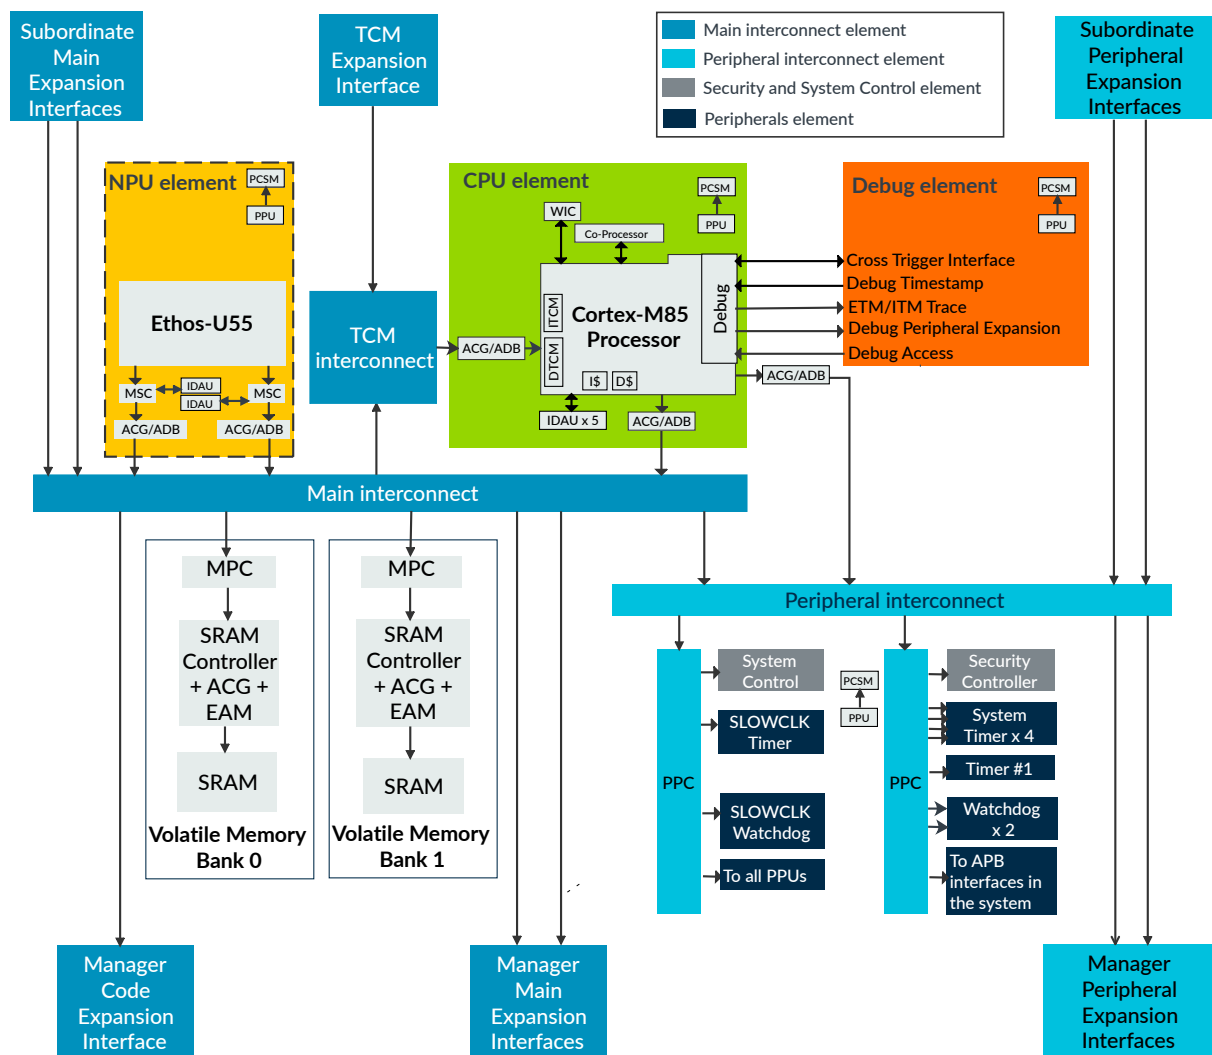 Subordinate
Main
Expansion
Interfaces
TCM
Expansion
Interface
Main interconnect element
Peripheral interconnect element
Security and System Control element
Peripherals element
Subordinate
Peripheral
Expansion
Interfaces
NPU element
PCSM
PPU
Ethos-U55
MSC
IDAU
IDAU
MSC
ACG/ADB
ACG/ADB
TCM
interconnect
ACG/ADB
CPU element
PCSM
PPU
WIC
Co-Processor
ITCM
DTCM
Cortex-M85
Processor
Debug
I$
D$
IDAU x 5
ACG/ADB
ACG/ADB
Debug element
PCSM
PPU
Cross Trigger Interface
Debug Timestamp
ETM/ITM Trace
Debug Peripheral Expansion
Debug Access
Main interconnect
MPC
SRAM
Controller
+ ACG +
EAM
SRAM
Volatile Memory
Bank 0
MPC
SRAM
Controller
+ ACG +
EAM
SRAM
Volatile Memory
Bank 1
Peripheral interconnect
PPC
System
Control
SLOWCLK
Timer
SLOWCLK
Watchdog
To all PPUs
PCSM
PPU
PPC
Security
Controller
System
Timer x 4
Timer #1
Watchdog
x 2
To APB
interfaces in
the system
Manager
Code
Expansion
Interface
Manager
Main
Expansion
Interfaces
Manager
Peripheral
Expansion
Interfaces